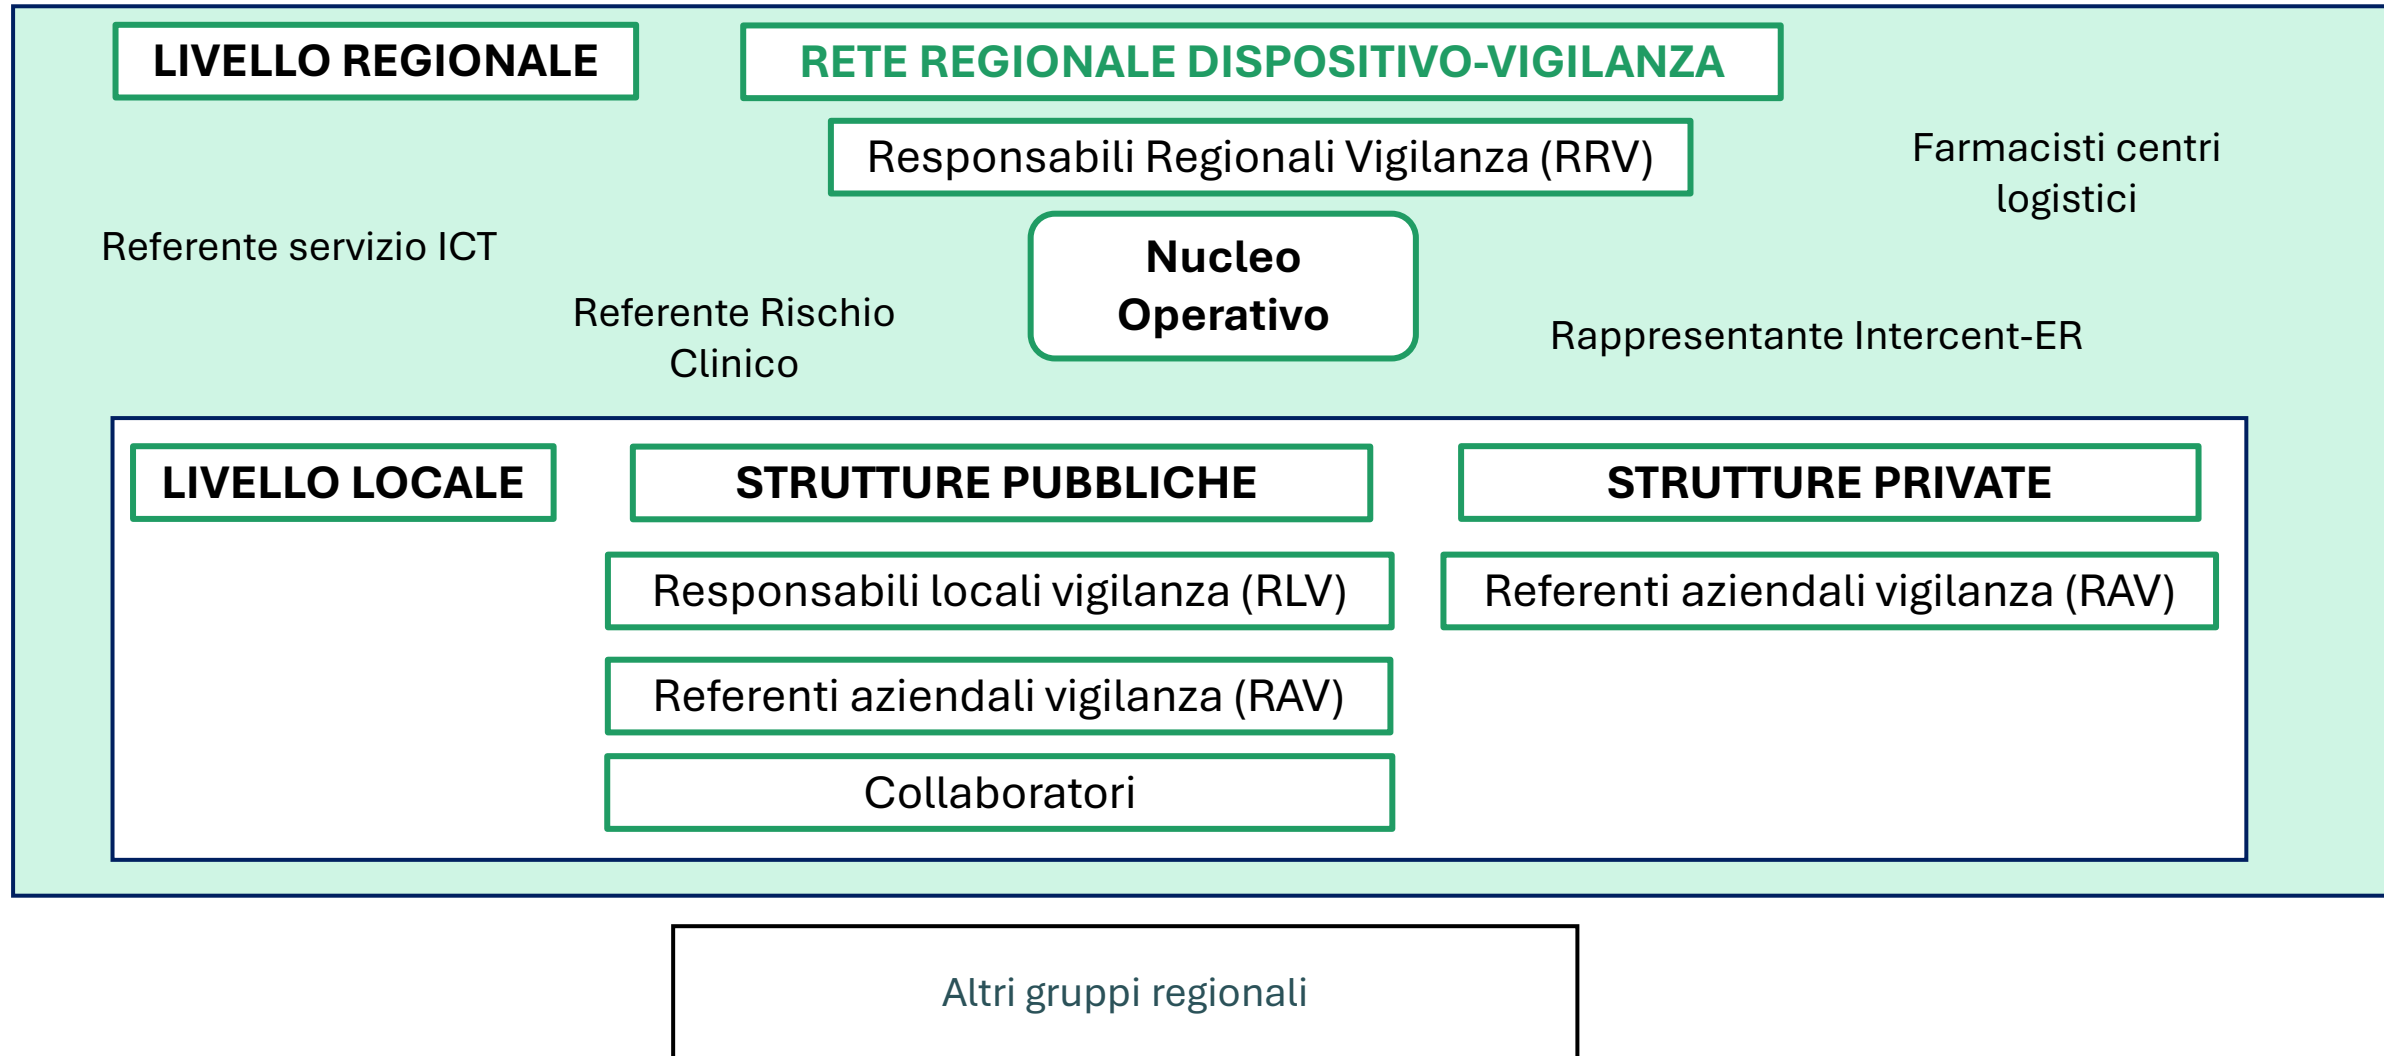 LIVELLO REGIONALE
RETE REGIONALE DISPOSITIVO-VIGILANZA
Responsabili Regionali Vigilanza (RRV)
Farmacisti centri
logistici
Referente servizio ICT
Nucleo
Operativo
Referente Rischio
Clinico
Rappresentante Intercent-ER
LIVELLO LOCALE
STRUTTURE PUBBLICHE
STRUTTURE PRIVATE
Responsabili locali vigilanza (RLV)
Referenti aziendali vigilanza (RAV)
Referenti aziendali vigilanza (RAV)
Collaboratori
Altri gruppi regionali